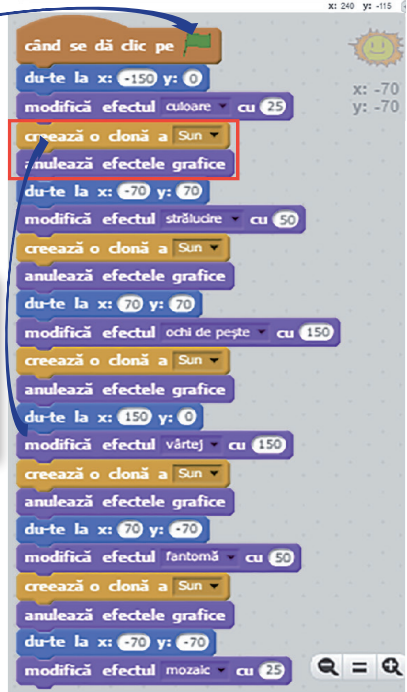 x: 240 y: -115
când se dă clic pe
du-te la x: -150 y: 0
x: -70
modifică efectul culoare cu 25
y: -70
creează o clonă a Sun
anulează efectele grafice
du-te la x: -70 y: 70
modifică efectul strălucire cu 50
creează o clonă a Sun
anulează efectele grafice
du-te la x: 70 y: 70
modifică efectul ochi de pește cu 150
creează o clonă a Sun
anulează efectele grafice
du-te la x: 150 y: 0
modifică efectul vârtej cu 150
creează o clonă a Sun
anulează efectele grafice
du-te la x: 70 y: -70
modifică efectul fantomă cu 50
creează o clonă a Sun
anulează efectele grafice
du-te la x: -70 y: -70
modifică efectul mozaic cu 25